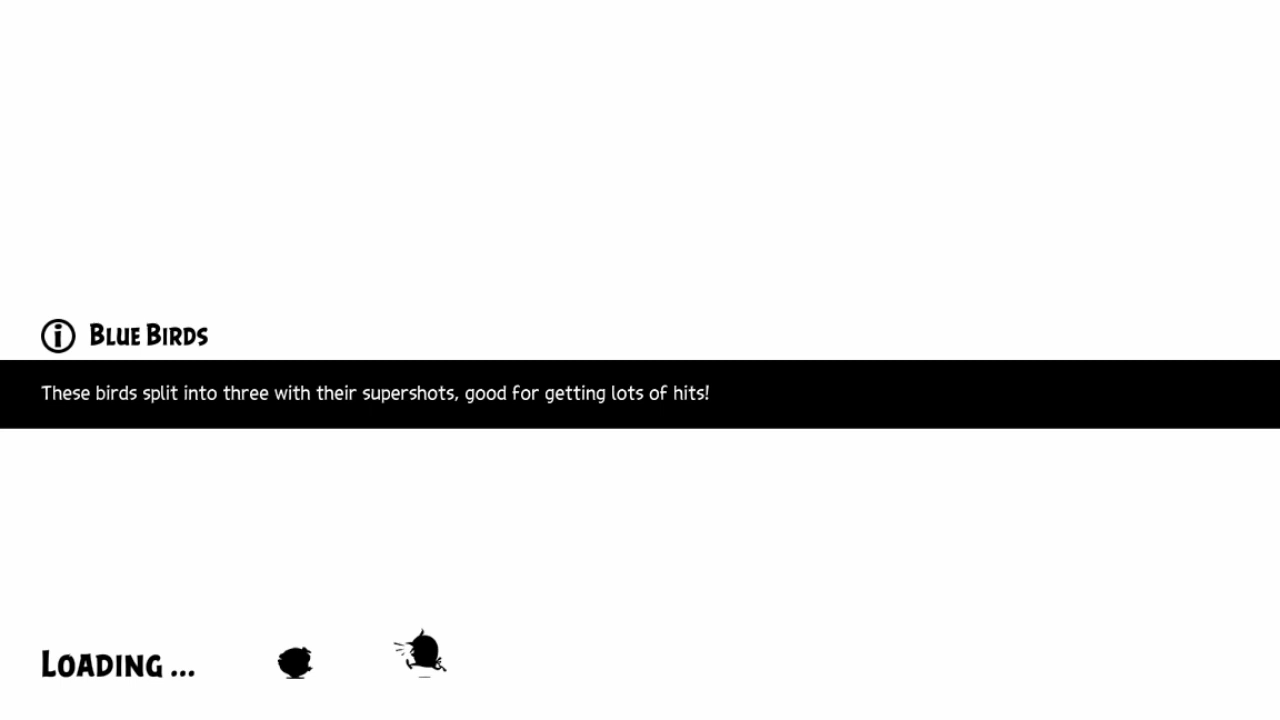 Blue Birds
These birds split into three with their supershots, good for getting lots of hits!
Loading ...